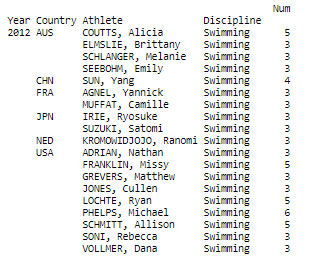 Num
Year Country Athlete Discipline
2012 AUS COUTTS, Alicia Swimming 5
ELMSLIE, Brittany Swimming 3
SCHLANGER, Melanie Swimming 3
SEEBOHM, Emily Swimming 3
CHN SUN, Yang Swimming 4
FRA AGNEL, Yannick Swimming 3
MUFFAT, Camille Swimming 3
JPN IRIE, Ryosuke Swimming 3
SUZUKI, Satomi Swimming 3
NED KROMOWIDJOJO, Ranomi Swimming 3
USA ADRIAN, Nathan Swimming 3
FRANKLIN, Missy Swimming 5
GREVERS, Matthew Swimming 3
JONES, Cullen Swimming 3
LOCHTE, Ryan Swimming 5
PHELPS, Michael Swimming 6
SCHMITT, Allison Swimming 5
SONI, Rebecca Swimming 3
VOLLMER, Dana Swimming 3